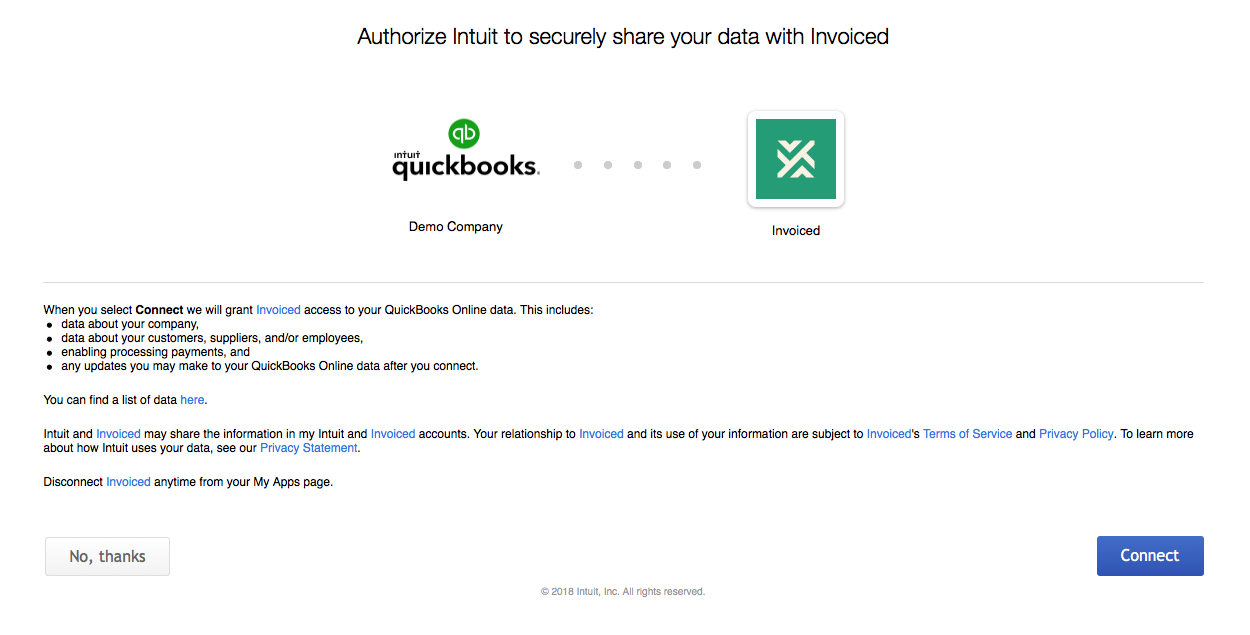 Authorize Intuit to securely share your data with Invoiced
qb
intuit
quickbooks.
Demo Company
Invoiced
When you select Connect we will grant Invoiced access to your QuickBooks Online data. This includes:
• data about your company,
• data about your customers, suppliers, and/or employees,
• enabling processing payments, and
• any updates you may make to your QuickBooks Online data after you connect.
You can find a list of data here.
Intuit and Invoiced may share the information in my Intuit and Invoiced accounts. Your relationship to Invoiced and its use of your information are subject to Invoiced's Terms of Service and Privacy Policy. To learn more
about how Intuit uses your data, see our Privacy Statement.
Disconnect Invoiced anytime from your My Apps page.
No, thanks
Connect
© 2018 Intuit, Inc. All rights reserved.